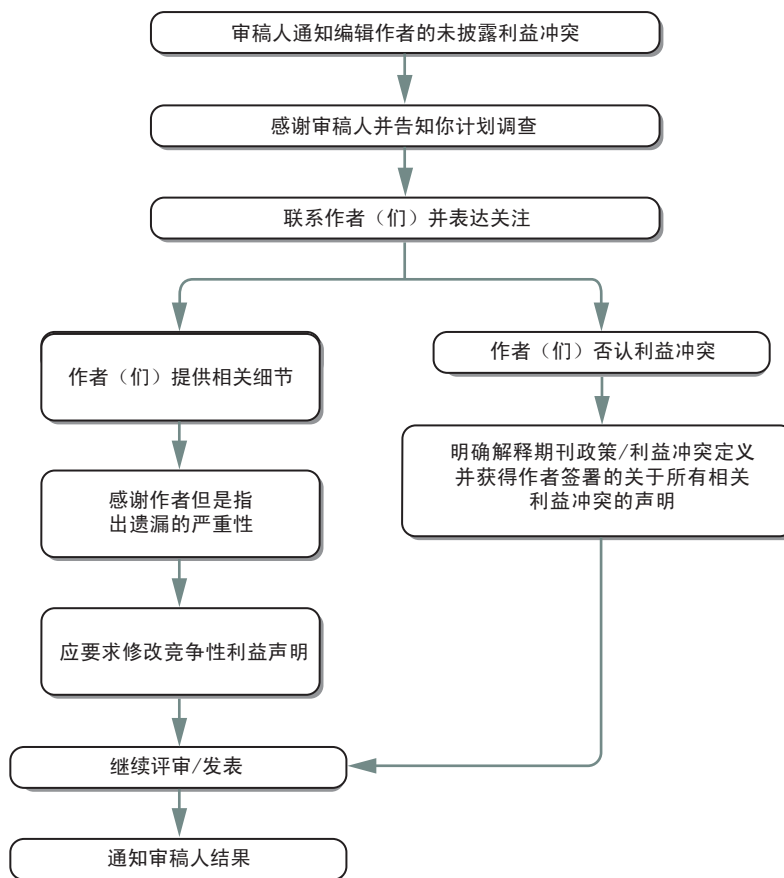 审稿人通知编辑作者的未披露利益冲突
感谢审稿人并告知你计划调查
联系作者（们）并表达关注
作者（们）提供相关细节
感谢作者但是指
出遗漏的严重性
应要求修改竞争性利益声明
作者（们）否认利益冲突
明确解释期刊政策/利益冲突定义
并获得作者签署的关于所有相关
利益冲突的声明
继续评审/发表
通知审稿人结果